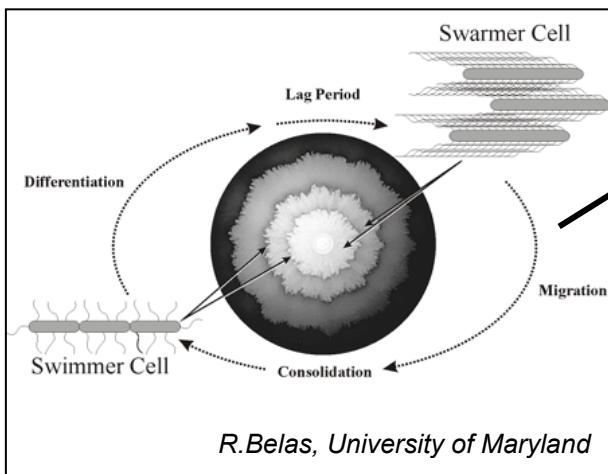 Swarmer Cell
Lag Period
Differentiation
Migration
Swimmer Cell
Consolidation
R.Belas, University of Maryland